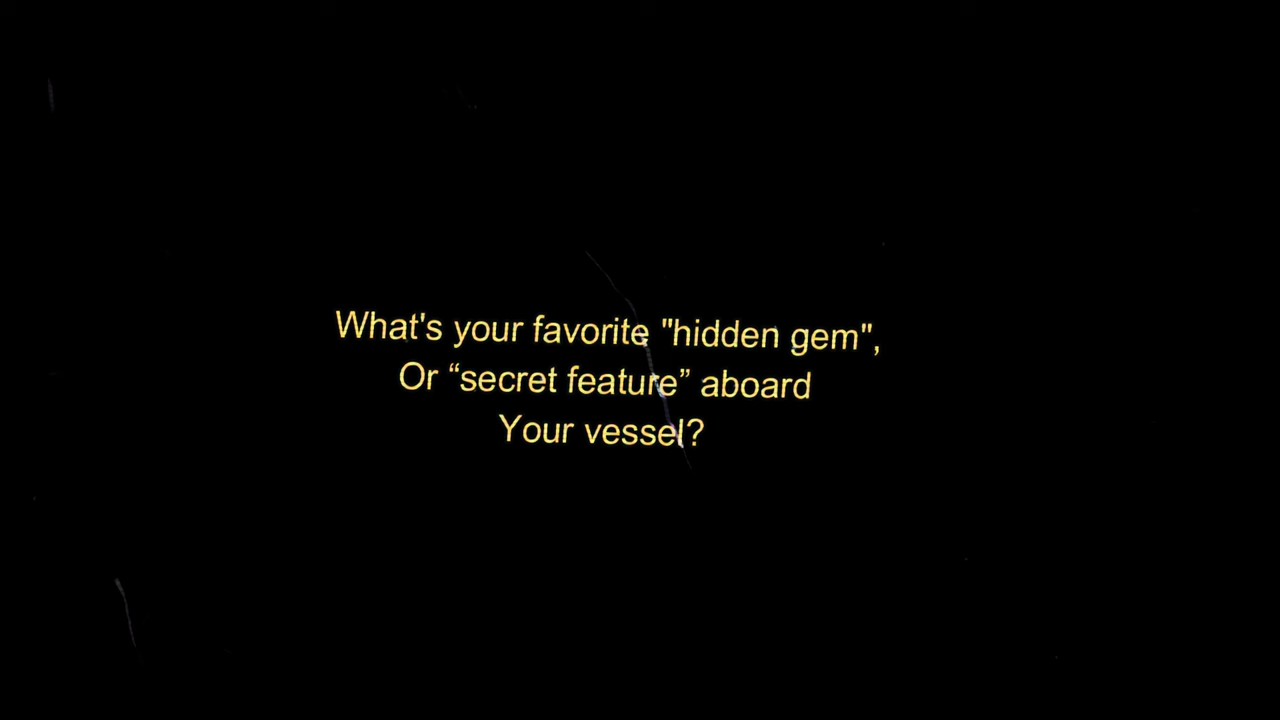 What's your favorite "hidden gem",
Or “secret feature” aboard
Your vessel?